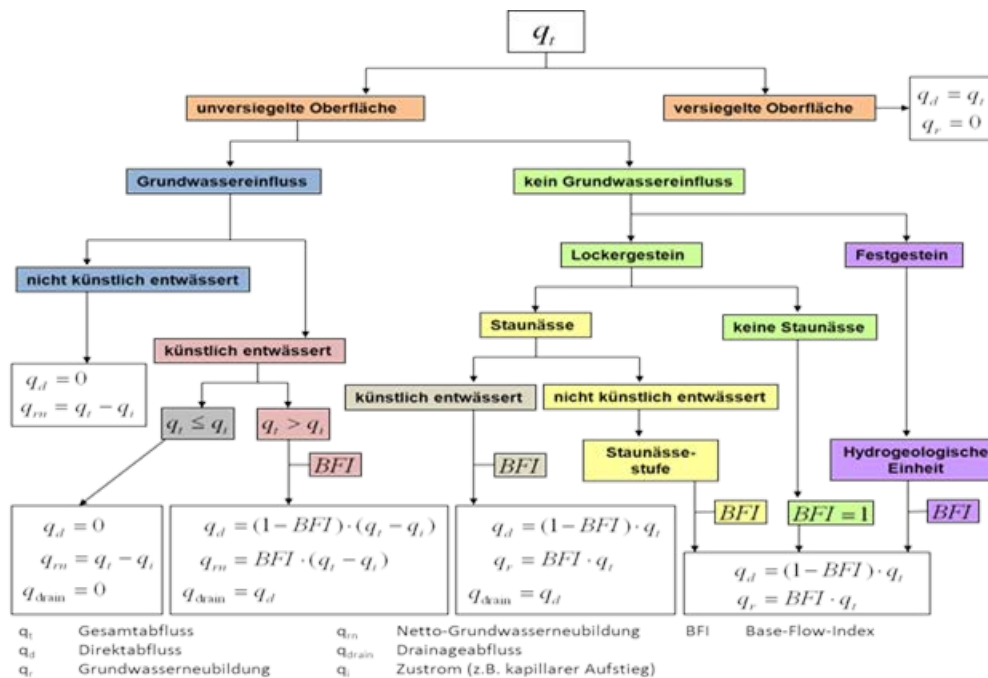 q_t
unversiegelte Oberfläche
versiegelte Oberfläche
q_d = q_t
q_r = 0
Grundwassereinfluss
kein Grundwassereinfluss
nicht künstlich entwässert
Lockergestein
Festgestein
Staunässe
keine Staunässe
künstlich entwässert
q_d = 0
q_rn = q_t − q_i
künstlich entwässert
nicht künstlich entwässert
q_t ≤ q_i
q_t > q_i
Staunässe-
stufe
Hydrogeologische
Einheit
BFI
BFI
BFI
BFI = 1
BFI
q_d = 0
q_rn = q_t − q_i
q_drain = 0
q_d = (1 − BFI) · (q_t − q_i)
q_rn = BFI · (q_t − q_i)
q_drain = q_d
q_d = (1 − BFI) · q_t
q_r = BFI · q_t
q_drain = q_d
q_d = (1 − BFI) · q_t
q_r = BFI · q_t
q_t Gesamtabfluss
q_d Direktabfluss
q_r Grundwasserneubildung
q_rn Netto-Grundwasserneubildung
q_drain Drainageabfluss
q_i Zustrom (z.B. kapillarer Aufstieg)
BFI Base-Flow-Index